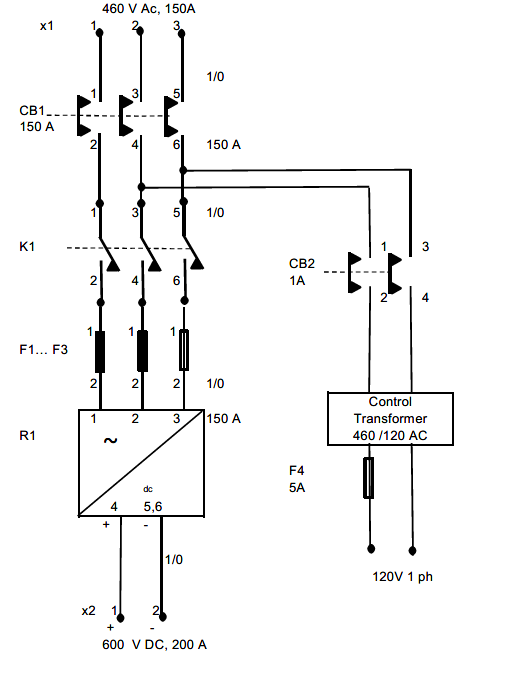 460 V Ac, 150A
x1 1 2 3
1/0
1 3 5
CB1
150 A
2 4 6 150 A
1 3 5 1/0
K1
1 3
CB2
1A
2 4 6
2 4
1 1 1
F1... F3
2 2 2 1/0
1 2 3 150 A
R1
~
Control
Transformer
460 /120 AC
dc
4 5,6
+ -
F4
5A
1/0
120V 1 ph
x2 1 2
+ -
600 V DC, 200 A